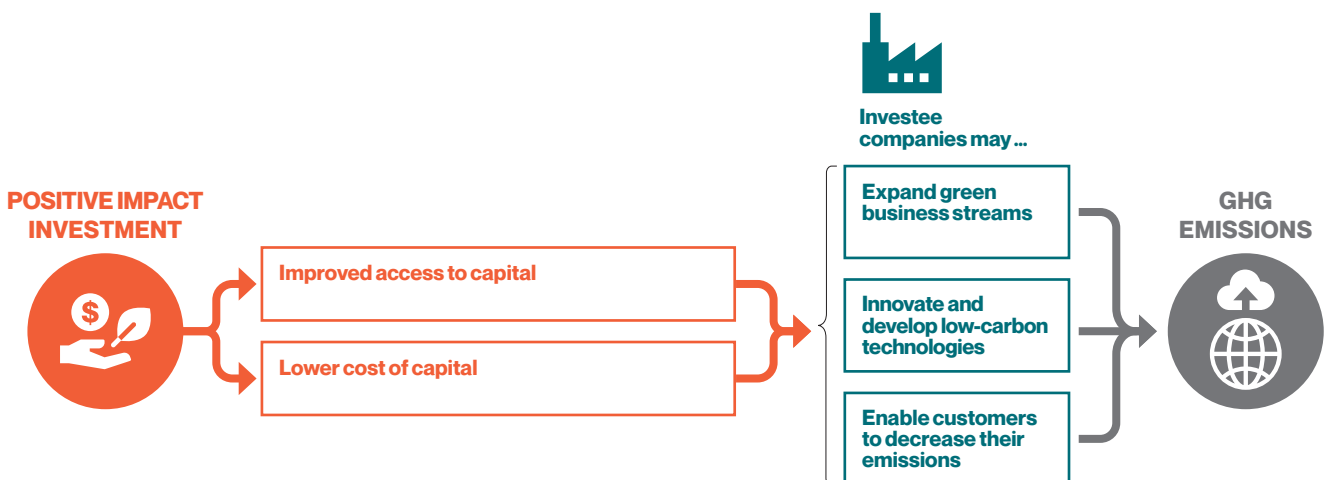 POSITIVE IMPACT
INVESTMENT
$
Improved access to capital
Lower cost of capital
Investee
companies may ...
Expand green
business streams
Innovate and
develop low-carbon
technologies
Enable customers
to decrease their
emissions
GHG
EMISSIONS